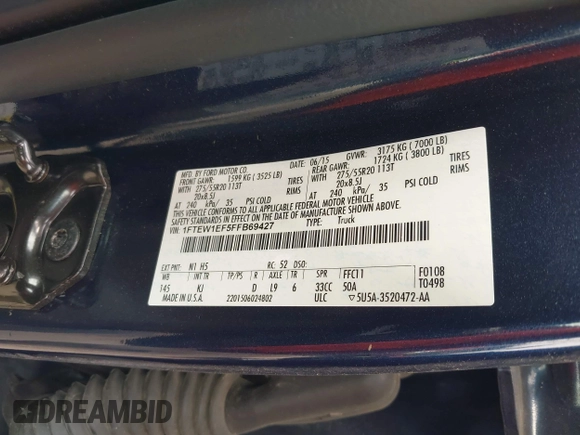 MFD. BY FORD MOTOR CO.
DATE: 06/15 GVWR: 3175 KG ( 7000 LB)
FRONT GAWR: 1599 KG ( 3525 LB) REAR GAWR: 1724 KG ( 3800 LB)
WITH 275/55R20 113T TIRES WITH 275/55R20 113T TIRES
20x8.5J RIMS 20x8.5J RIMS
AT 240 kPa/ 35 PSI COLD AT 240 kPa/ 35 PSI COLD
THIS VEHICLE CONFORMS TO ALL APPLICABLE FEDERAL MOTOR VEHICLE
SAFETY STANDARDS IN EFFECT ON THE DATE OF MANUFACTURE SHOWN ABOVE.
VIN: 1FTEW1EF5FFB69427
TYPE: Truck
EXT PNT: N1 H5 RC: 52 DSO: F0108
WB INT TR TP/PS R AXLE TR SPR FFC11 T0498
145 KJ D L9 6 33CC 50A
MADE IN U.S.A. 2201506024802 ULC 5U5A-3520472-AA
DREAMBID